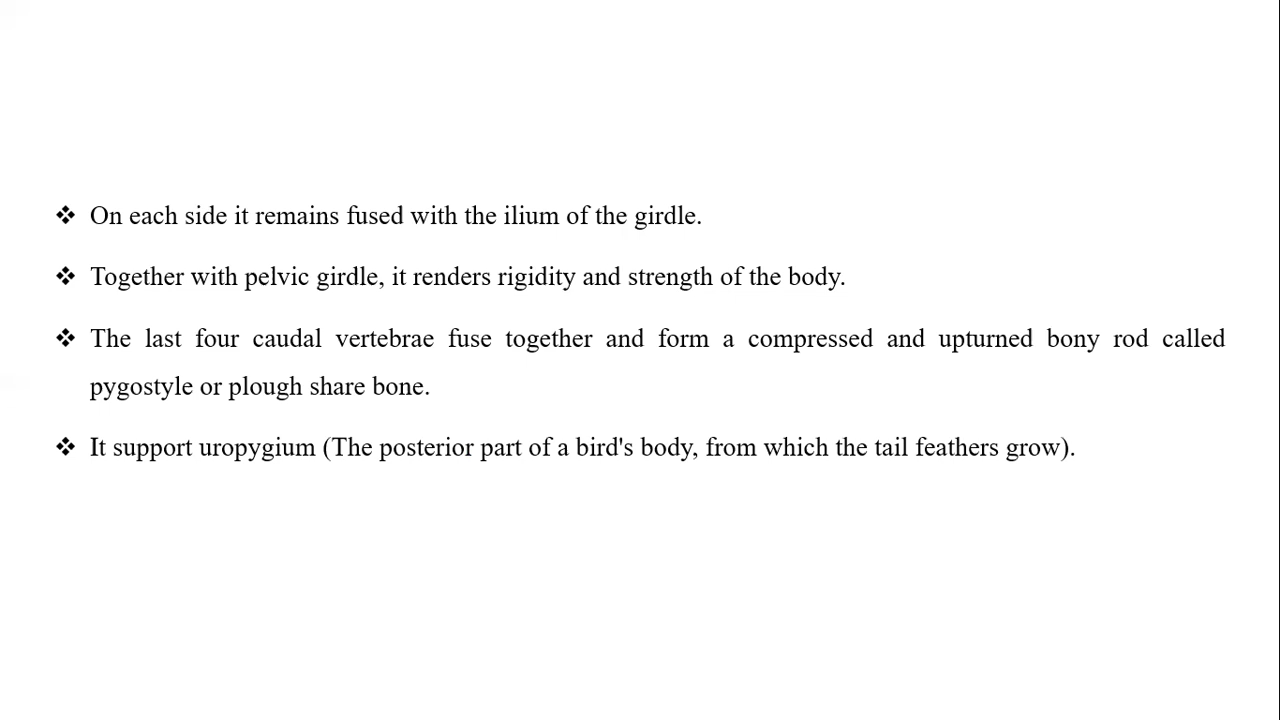 ❖ On each side it remains fused with the ilium of the girdle.
❖ Together with pelvic girdle, it renders rigidity and strength of the body.
❖ The last four caudal vertebrae fuse together and form a compressed and upturned bony rod called
pygostyle or plough share bone.
❖ It support uropygium (The posterior part of a bird's body, from which the tail feathers grow).